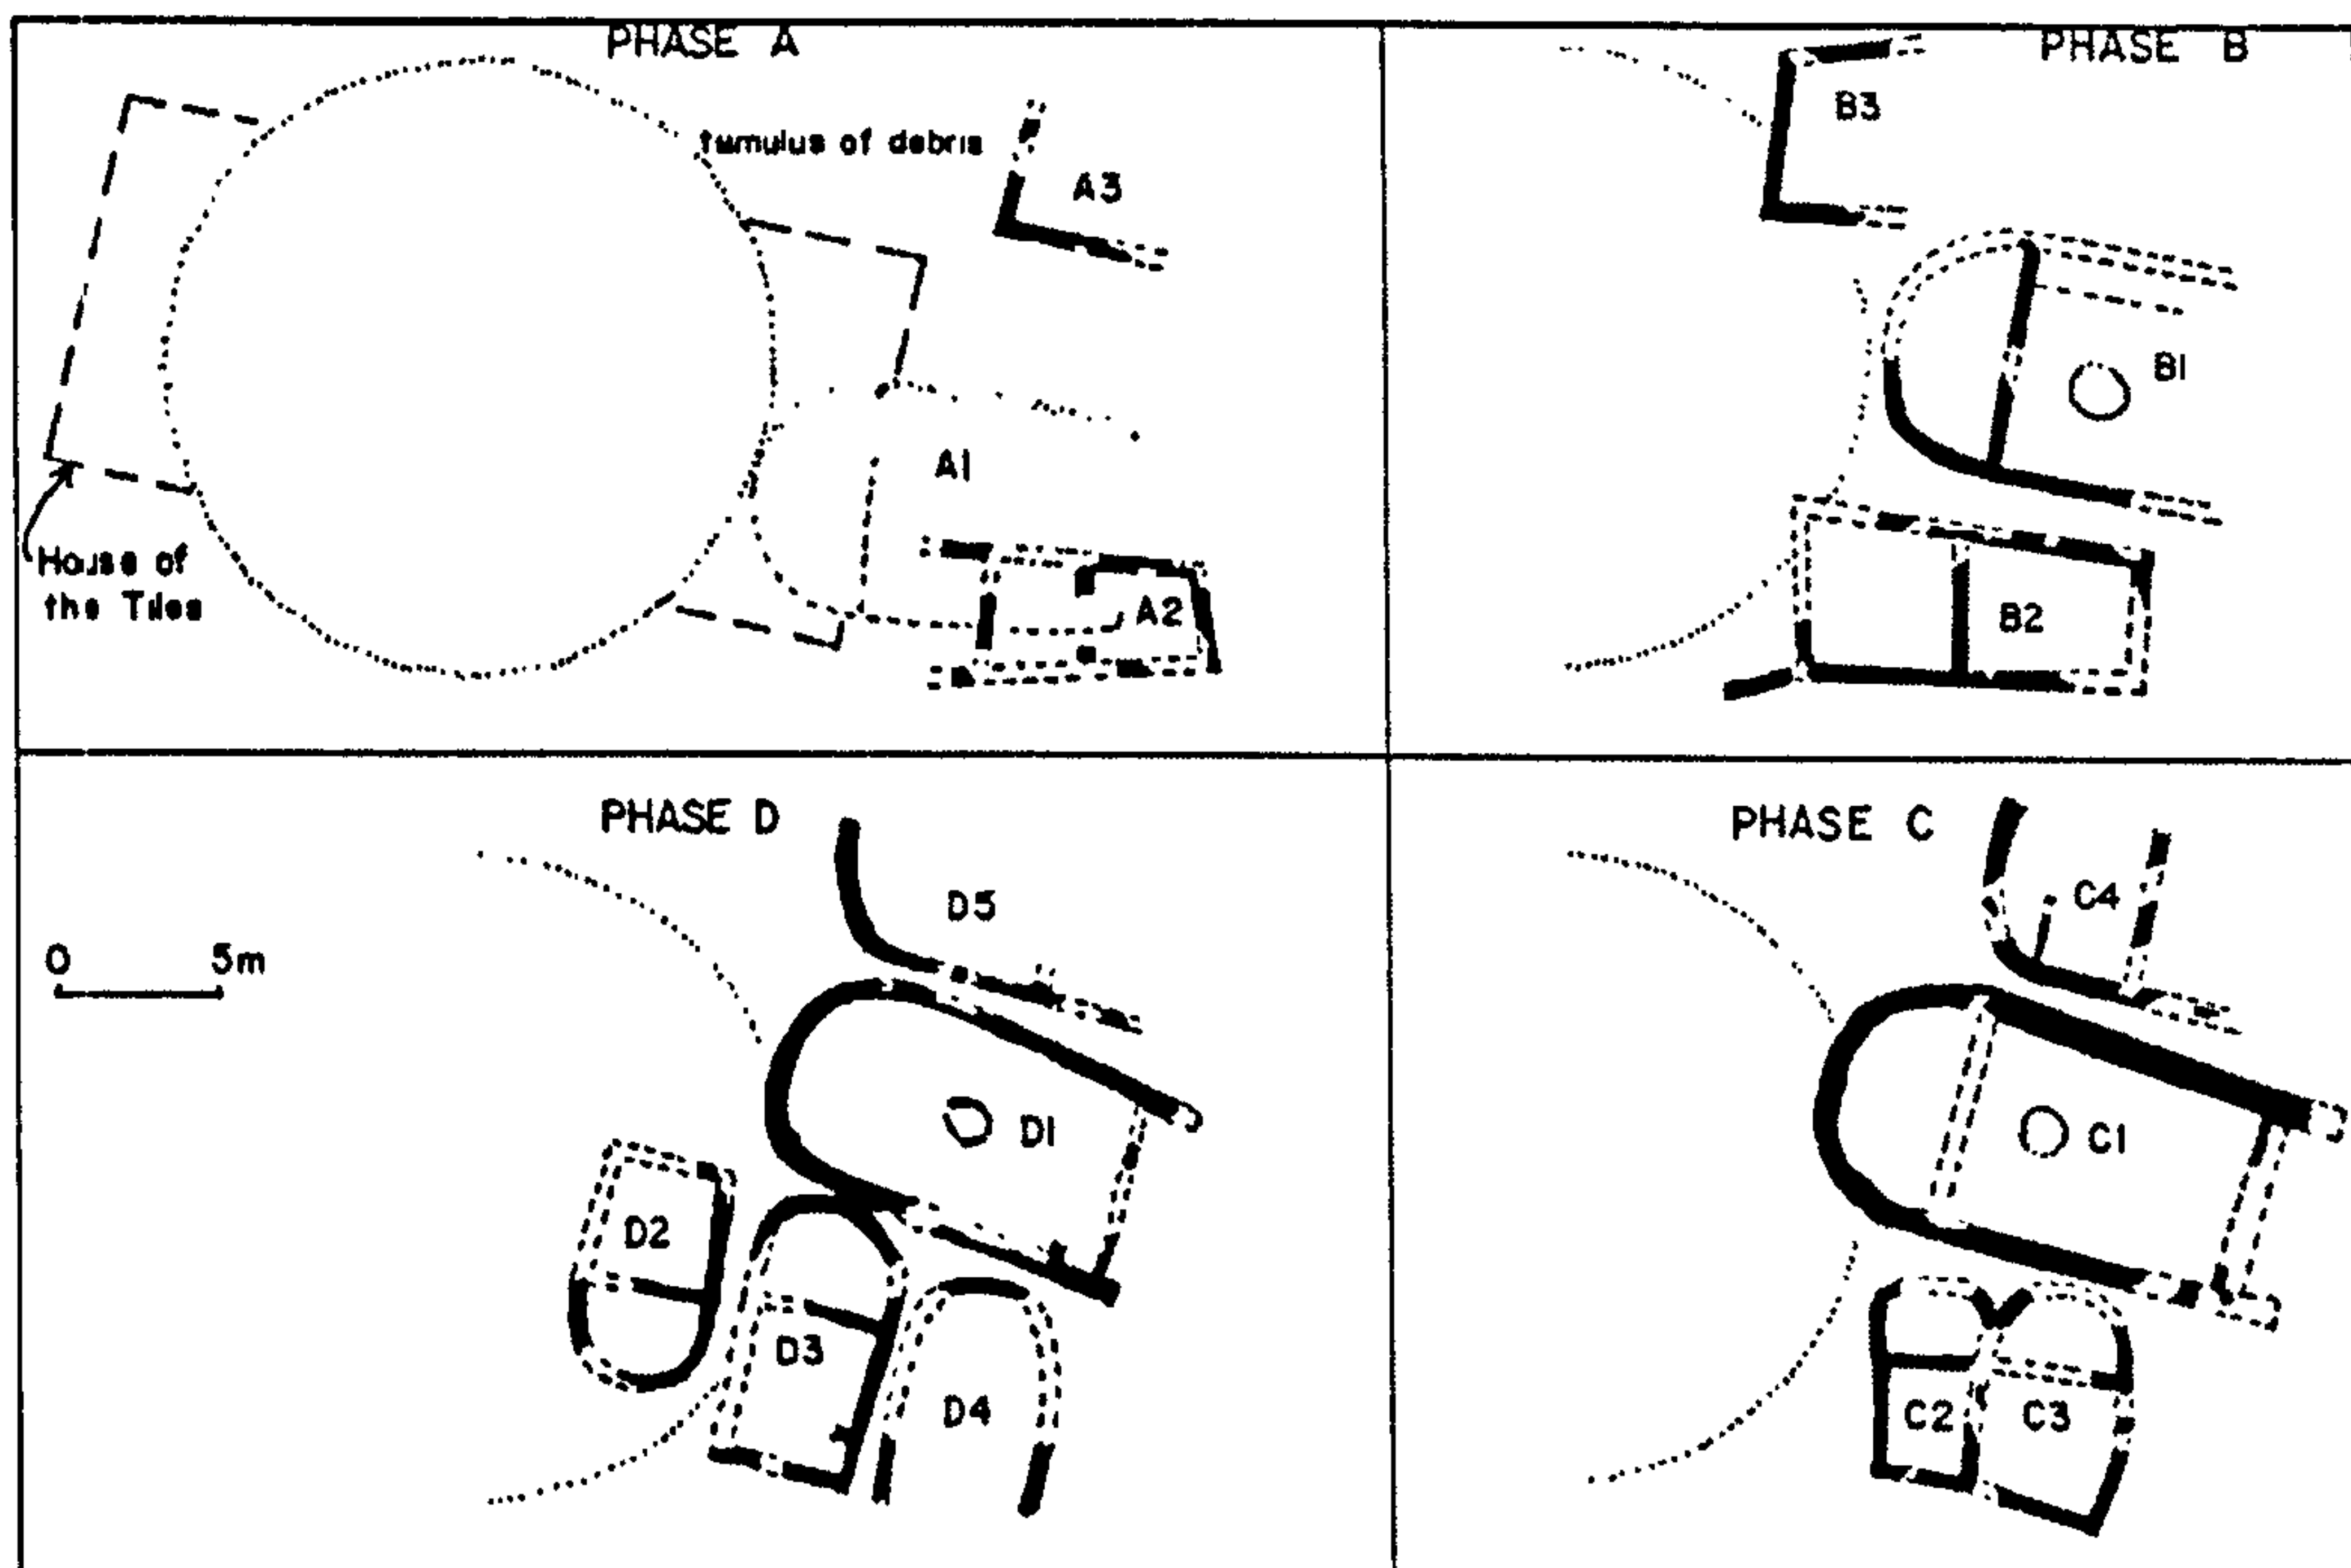 PHASE A
tumulus of debris
A3
A1
A2
House of
the Tiles
PHASE B
B3
B1
B2
PHASE D
D5
0 5m
D1
D2
D3
D4
PHASE C
C4
C1
C2
C3